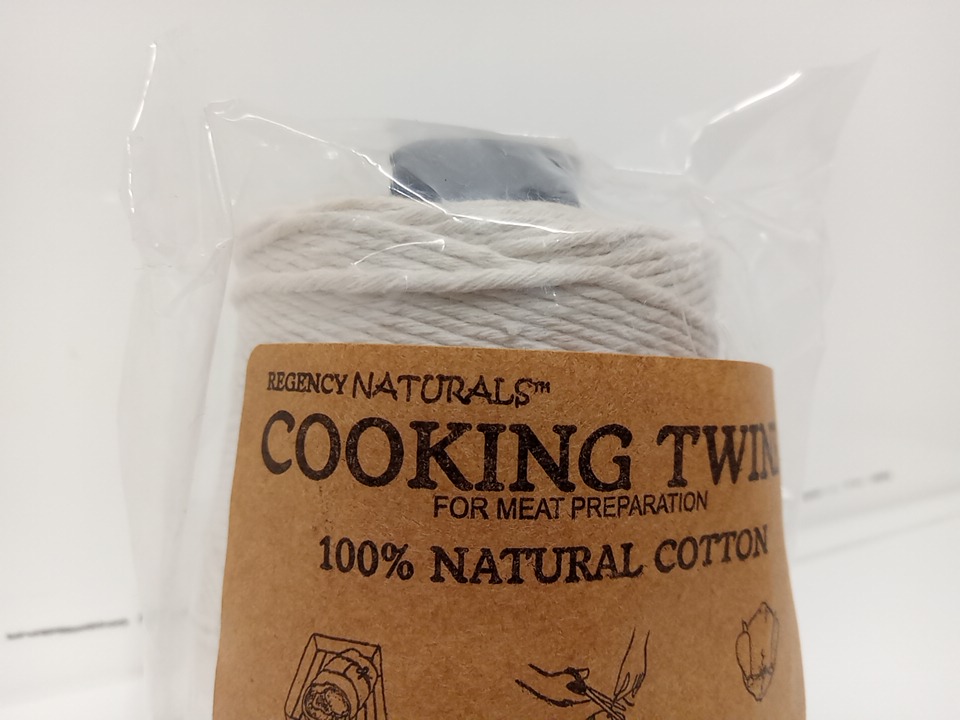 REGENCY NATURALS™
COOKING TWIN
FOR MEAT PREPARATION
100% NATURAL COTTON